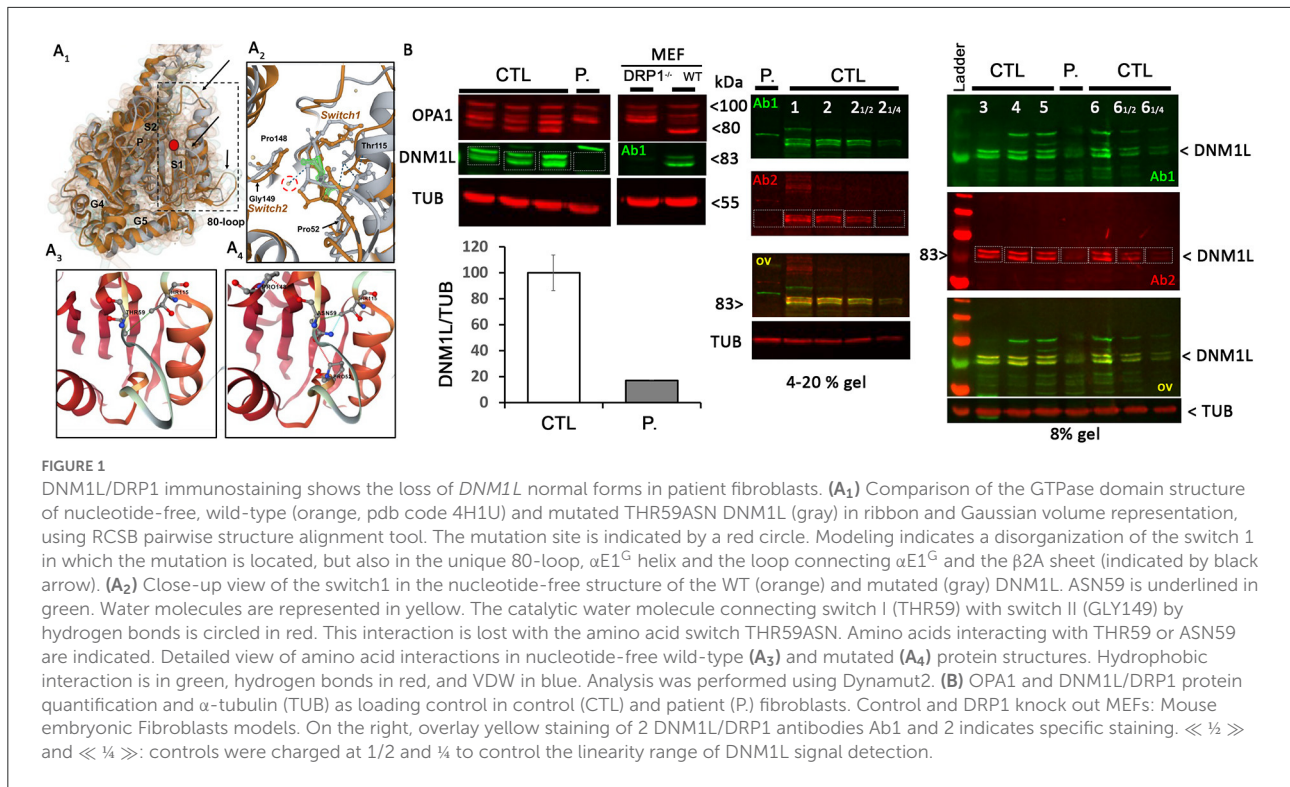 A1
S2
P
S1
G4
G5
80-loop
A2
Switch1
Pro148
Thr115
Gly149
Switch2
Pro52
A3
THR59
A4
ASN59
B
CTL
P.
MEF
DRP1-/-
WT
kDa
OPA1
<100
<80
DNM1L
Ab1
<83
TUB
<55
DNM1L/TUB
120
100
80
60
40
20
0
CTL
P.
P.
CTL
Ab1
1
2
2 1/2
2 1/4
Ab2
ov
83>
TUB
4-20 % gel
Ladder
CTL
P.
CTL
3
4
5
6
6 1/2
6 1/4
< DNM1L
Ab1
83>
< DNM1L
Ab2
< DNM1L
ov
< TUB
8% gel
FIGURE 1
DNM1L/DRP1 immunostaining shows the loss of DNM1L normal forms in patient fibroblasts. (A1) Comparison of the GTPase domain structure
of nucleotide-free, wild-type (orange, pdb code 4H1U) and mutated THR59ASN DNM1L (gray) in ribbon and Gaussian volume representation,
using RCSB pairwise structure alignment tool. The mutation site is indicated by a red circle. Modeling indicates a disorganization of the switch 1
in which the mutation is located, but also in the unique 80-loop, αE1G helix and the loop connecting αE1G and the β2A sheet (indicated by black
arrow). (A2) Close-up view of the switch1 in the nucleotide-free structure of the WT (orange) and mutated (gray) DNM1L. ASN59 is underlined in
green. Water molecules are represented in yellow. The catalytic water molecule connecting switch I (THR59) with switch II (GLY149) by
hydrogen bonds is circled in red. This interaction is lost with the amino acid switch THR59ASN. Amino acids interacting with THR59 or ASN59
are indicated. Detailed view of amino acid interactions in nucleotide-free wild-type (A3) and mutated (A4) protein structures. Hydrophobic
interaction is in green, hydrogen bonds in red, and VDW in blue. Analysis was performed using Dynamut2. (B) OPA1 and DNM1L/DRP1 protein
quantification and α-tubulin (TUB) as loading control in control (CTL) and patient (P.) fibroblasts. Control and DRP1 knock out MEFs: Mouse
embryonic Fibroblasts models. On the right, overlay yellow staining of 2 DNM1L/DRP1 antibodies Ab1 and 2 indicates specific staining. ≪ ½ ≫
and ≪ ¼ ≫: controls were charged at 1/2 and ¼ to control the linearity range of DNM1L signal detection.